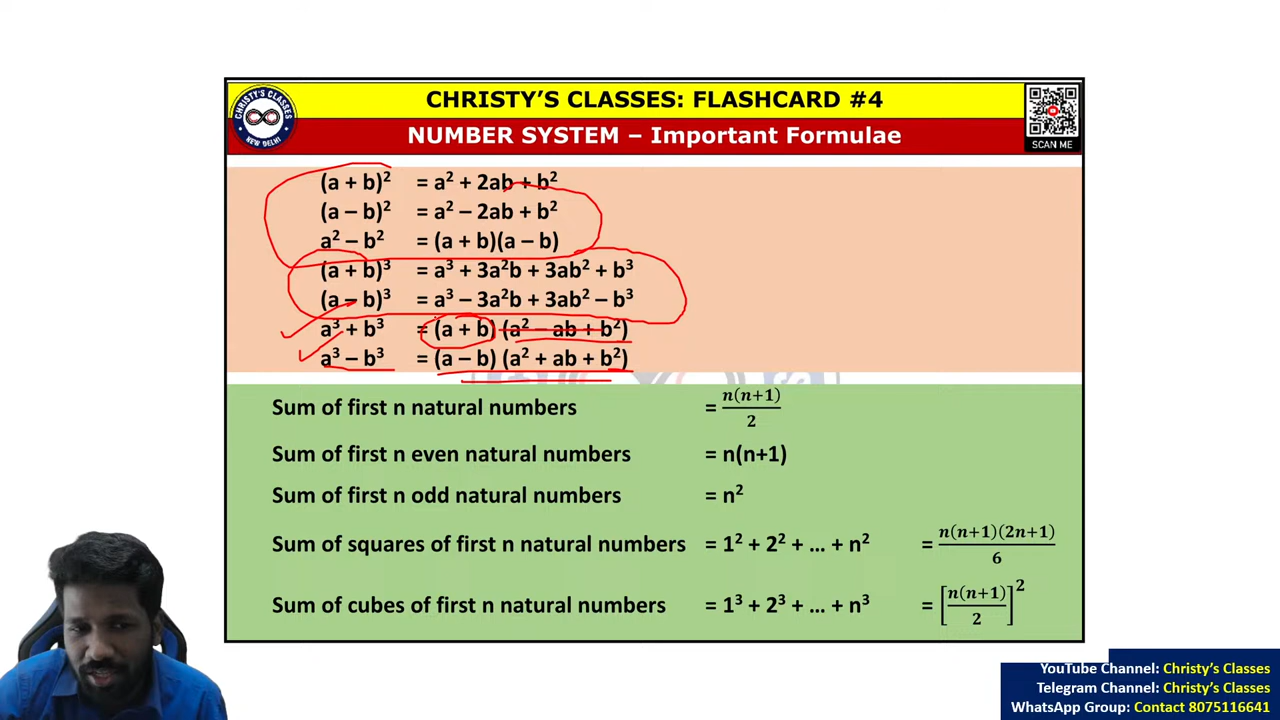 CHRISTY'S CLASSES: FLASHCARD #4
CHRISTY'S CLASSES
NEW DELHI
NUMBER SYSTEM – Important Formulae
SCAN ME
(a + b)² = a² + 2ab + b²
(a – b)² = a² – 2ab + b²
a² – b² = (a + b)(a – b)
(a + b)³ = a³ + 3a²b + 3ab² + b³
(a – b)³ = a³ – 3a²b + 3ab² – b³
a³ + b³ = (a + b) (a² – ab + b²)
a³ – b³ = (a – b) (a² + ab + b²)
Sum of first n natural numbers = n(n+1)/2
Sum of first n even natural numbers = n(n+1)
Sum of first n odd natural numbers = n²
Sum of squares of first n natural numbers = 1² + 2² + ... + n² = n(n+1)(2n+1)/6
Sum of cubes of first n natural numbers = 1³ + 2³ + ... + n³ = [n(n+1)/2]²
YouTube Channel: Christy's Classes
Telegram Channel: Christy's Classes
WhatsApp Group: Contact 8075116641